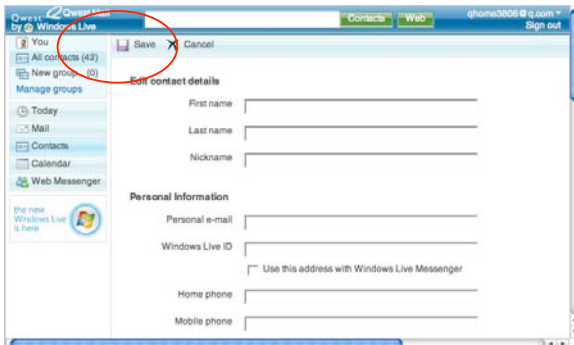 Qwest
by Windows Live
Contacts Web
qhome3806@q.com
Sign out
You
All contacts (42)
New group (0)
Manage groups
Today
Mail
Contacts
Calendar
Web Messenger
the new
Windows Live
is here
Save Cancel
Edit contact details
First name
Last name
Nickname
Personal Information
Personal e-mail
Windows Live ID
Use this address with Windows Live Messenger
Home phone
Mobile phone